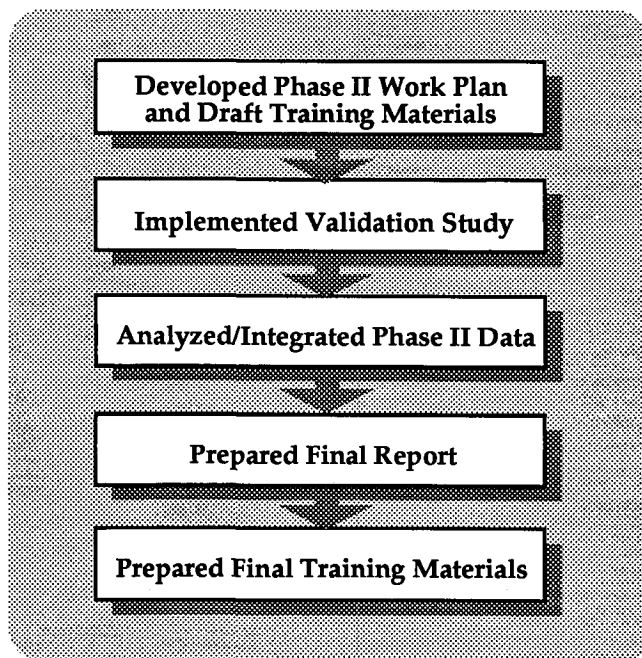 Developed Phase II Work Plan
and Draft Training Materials
Implemented Validation Study
Analyzed/Integrated Phase II Data
Prepared Final Report
Prepared Final Training Materials